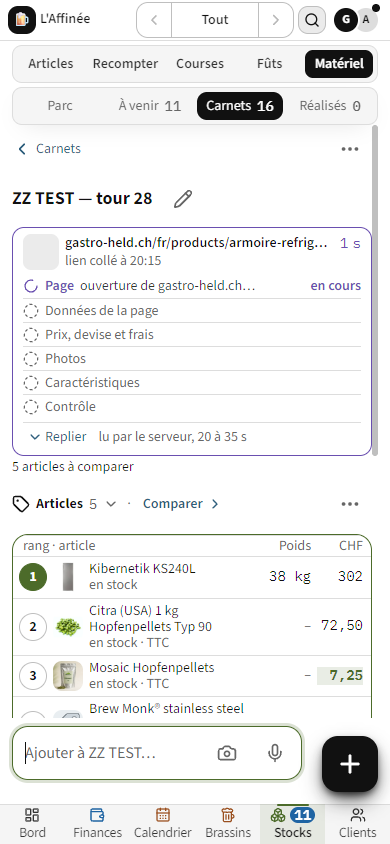 L'Affinée
Tout
G
A
Articles
Recompter
Courses
Fûts
Matériel
Parc
À venir 11
Carnets 16
Réalisés 0
Carnets
ZZ TEST — tour 28
gastro-held.ch/fr/products/armoire-refrig…
1 s
lien collé à 20:15
Page ouverture de gastro-held.ch… en cours
Données de la page
Prix, devise et frais
Photos
Caractéristiques
Contrôle
Replier lu par le serveur, 20 à 35 s
5 articles à comparer
Articles 5 · Comparer
rang · article Poids CHF
1 Kibernetik KS240L 38 kg 302
en stock
Citra (USA) 1 kg
2 Hopfenpellets Typ 90 – 72,50
en stock · TTC
3 Mosaic Hopfenpellets – 7,25
en stock · TTC
Brew Monk® stainless steel
Ajouter à ZZ TEST…
11
Bord
Finances
Calendrier
Brassins
Stocks
Clients